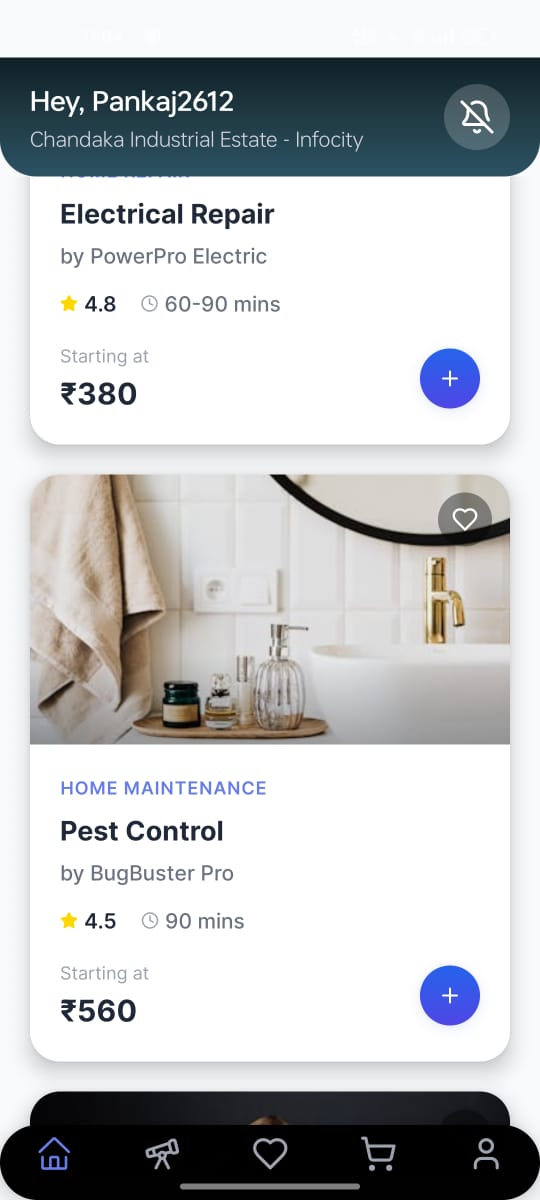 Hey, Pankaj2612
Chandaka Industrial Estate - Infocity
Electrical Repair
by PowerPro Electric
4.8 60-90 mins
Starting at
₹380
HOME MAINTENANCE
Pest Control
by BugBuster Pro
4.5 90 mins
Starting at
₹560